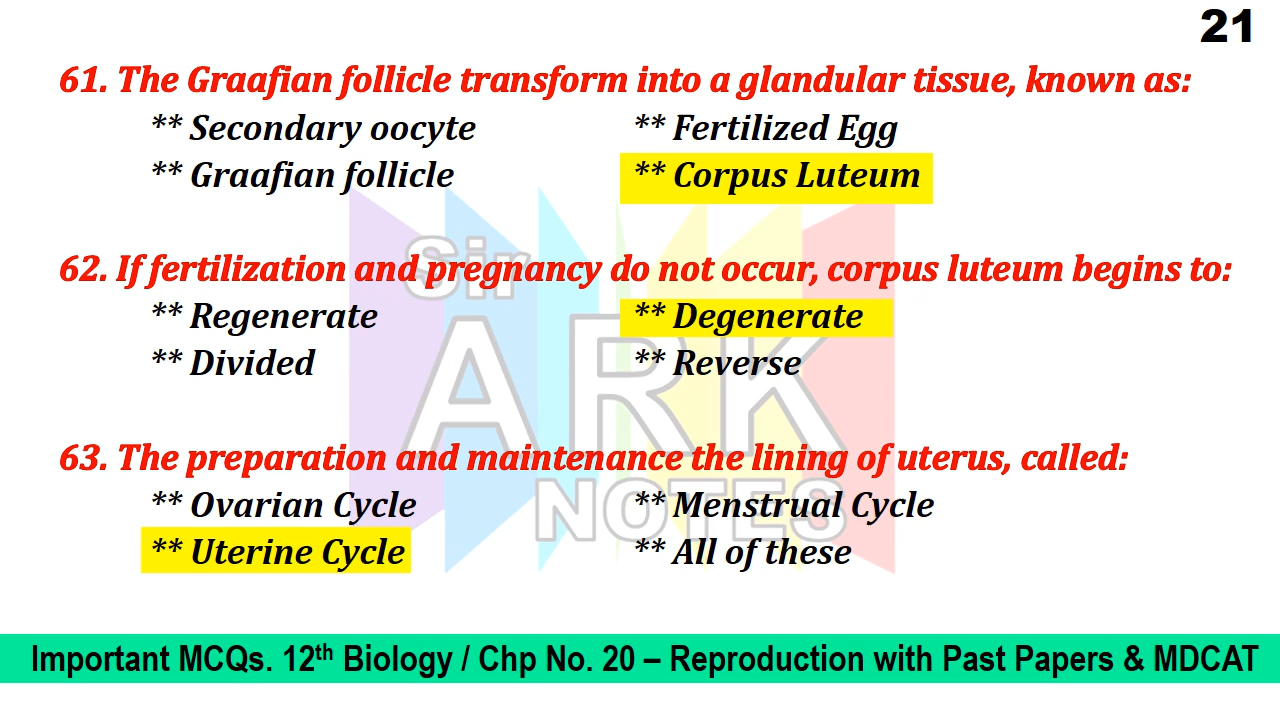 21
61. The Graafian follicle transform into a glandular tissue, known as:
** Secondary oocyte ** Fertilized Egg
** Graafian follicle ** Corpus Luteum
62. If fertilization and pregnancy do not occur, corpus luteum begins to:
** Regenerate ** Degenerate
** Divided ** Reverse
63. The preparation and maintenance the lining of uterus, called:
** Ovarian Cycle ** Menstrual Cycle
** Uterine Cycle ** All of these
Sir
ARK
NOTES
Important MCQs. 12th Biology / Chp No. 20 – Reproduction with Past Papers & MDCAT